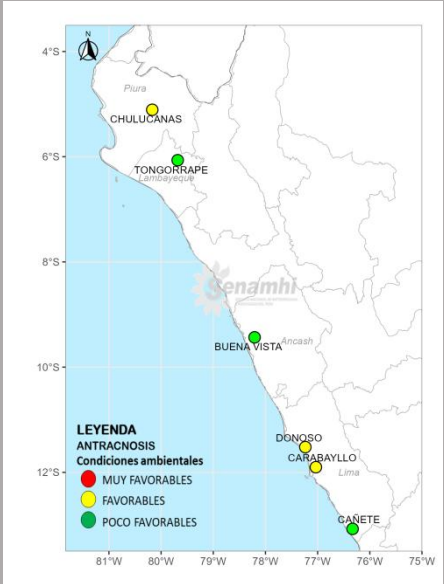 N
4°S
Piura
CHULUCANAS
6°S
TONGORRAPE
Lambayeque
8°S
Senamhi
BUENA VISTA
Ancash
10°S
LEYENDA
ANTRACNOSIS
Condiciones ambientales
MUY FAVORABLES
FAVORABLES
POCO FAVORABLES
DONOSO
CARABAYLLO
12°S
Lima
CAÑETE
81°W
80°W
79°W
78°W
77°W
76°W
75°W